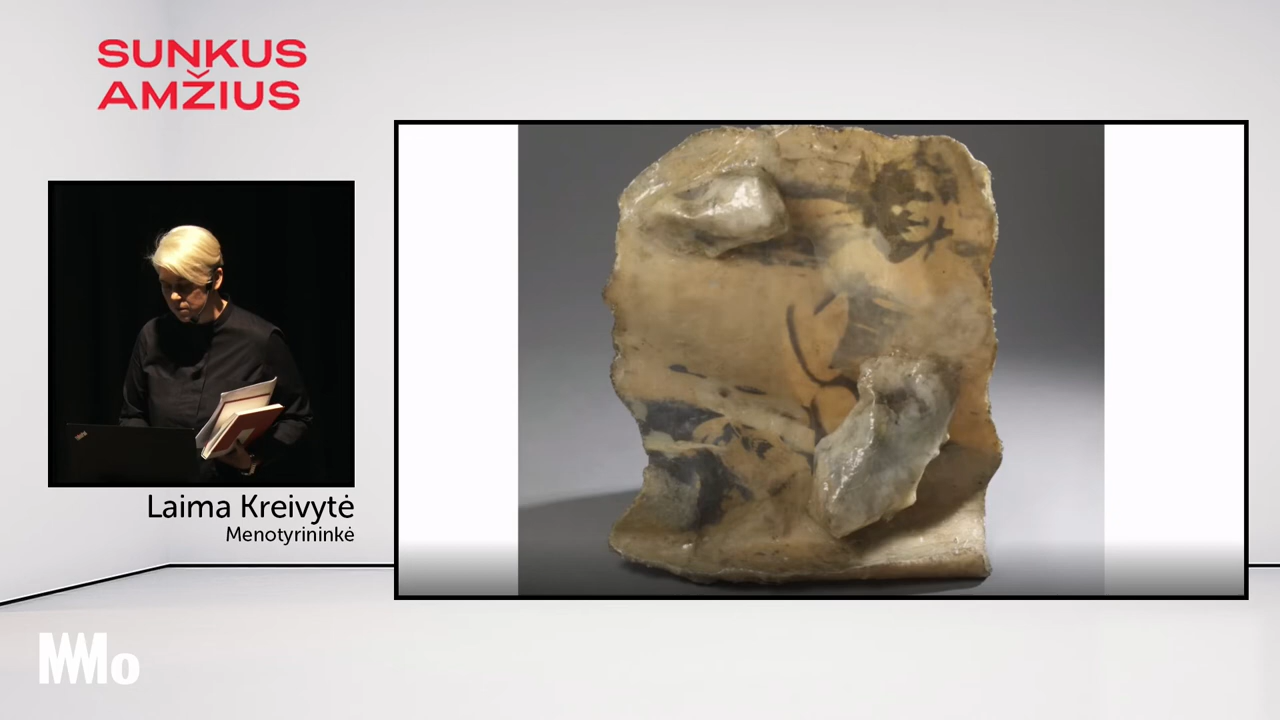 SUNKUS
AMŽIUS
Laima Kreivytė
Menotyrininkė
MMo